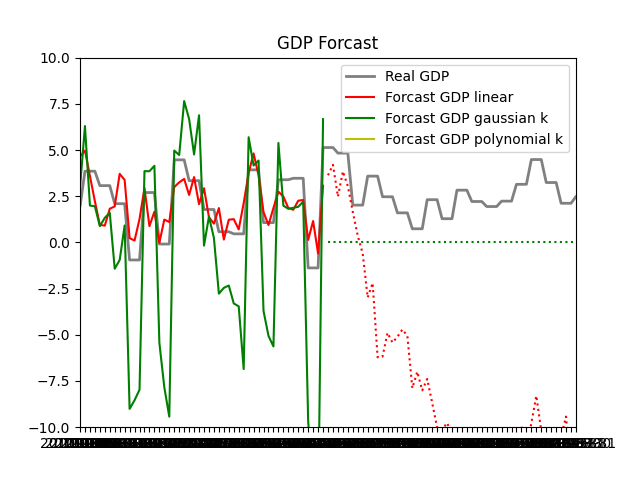 GDP Forcast
Real GDP
Forcast GDP linear
Forcast GDP gaussian k
Forcast GDP polynomial k
10.0
7.5
5.0
2.5
0.0
−2.5
−5.0
−7.5
−10.0